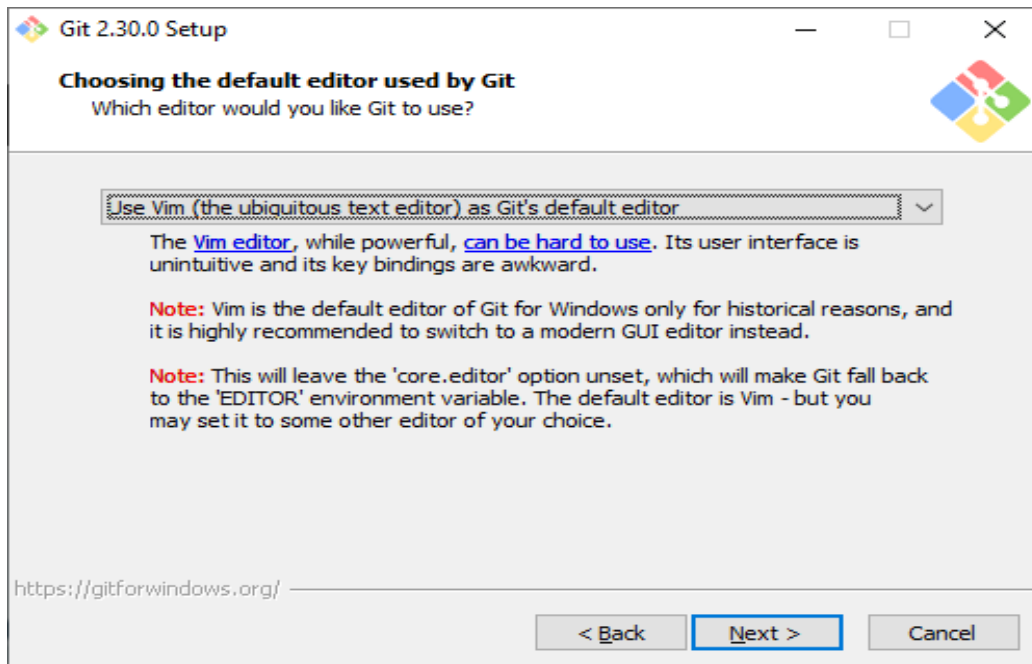 Git 2.30.0 Setup
Choosing the default editor used by Git
Which editor would you like Git to use?
Use Vim (the ubiquitous text editor) as Git's default editor
The Vim editor, while powerful, can be hard to use. Its user interface is
unintuitive and its key bindings are awkward.
Note: Vim is the default editor of Git for Windows only for historical reasons, and
it is highly recommended to switch to a modern GUI editor instead.
Note: This will leave the 'core.editor' option unset, which will make Git fall back
to the 'EDITOR' environment variable. The default editor is Vim - but you
may set it to some other editor of your choice.
https://gitforwindows.org/
< Back Next > Cancel